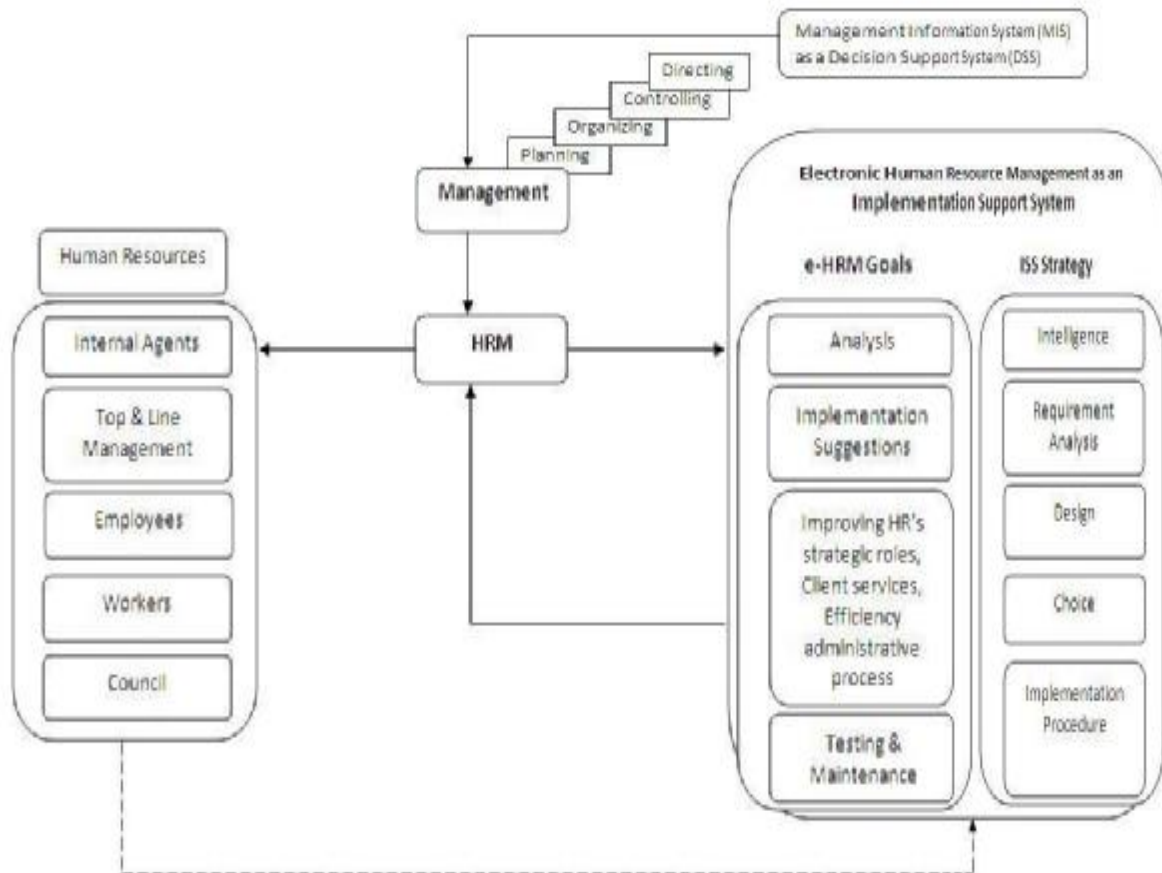 Management Information System (MIS)
as a Decision Support System (DSS)
Directing
Controlling
Organizing
Planning
Management
Electronic Human Resource Management as an
Implementation Support System
Human Resources
e-HRM Goals
ISS Strategy
Internal Agents
Top & Line
Management
Employees
Workers
Council
HRM
Analysis
Implementation
Suggestions
Improving HR's
strategic roles,
Client services,
Efficiency
administrative
process
Testing &
Maintenance
Intelligence
Requirement
Analysis
Design
Choice
Implementation
Procedure